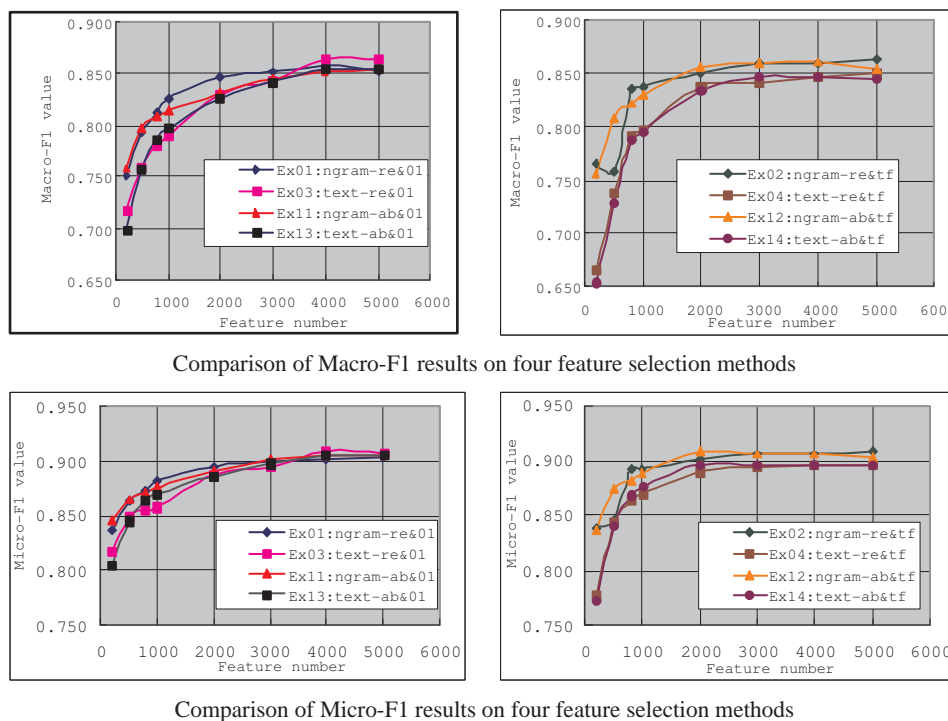 0.900
0.850
0.800
0.750
0.700
0.650
Macro-F1 value
0 1000 2000 3000 4000 5000 6000
Feature number
Ex01:ngram-re&01
Ex03:text-re&01
Ex11:ngram-ab&01
Ex13:text-ab&01
0.900
0.850
0.800
0.750
0.700
0.650
Macro-F1 value
0 1000 2000 3000 4000 5000 6000
Feature number
Ex02:ngram-re&tf
Ex04:text-re&tf
Ex12:ngram-ab&tf
Ex14:text-ab&tf
Comparison of Macro-F1 results on four feature selection methods
0.950
0.900
0.850
0.800
0.750
Micro-F1 value
0 1000 2000 3000 4000 5000 6000
Feature number
Ex01:ngram-re&01
Ex03:text-re&01
Ex11:ngram-ab&01
Ex13:text-ab&01
0.950
0.900
0.850
0.800
0.750
Micro-F1 value
0 1000 2000 3000 4000 5000 6000
Feature number
Ex02:ngram-re&tf
Ex04:text-re&tf
Ex12:ngram-ab&tf
Ex14:text-ab&tf
Comparison of Micro-F1 results on four feature selection methods